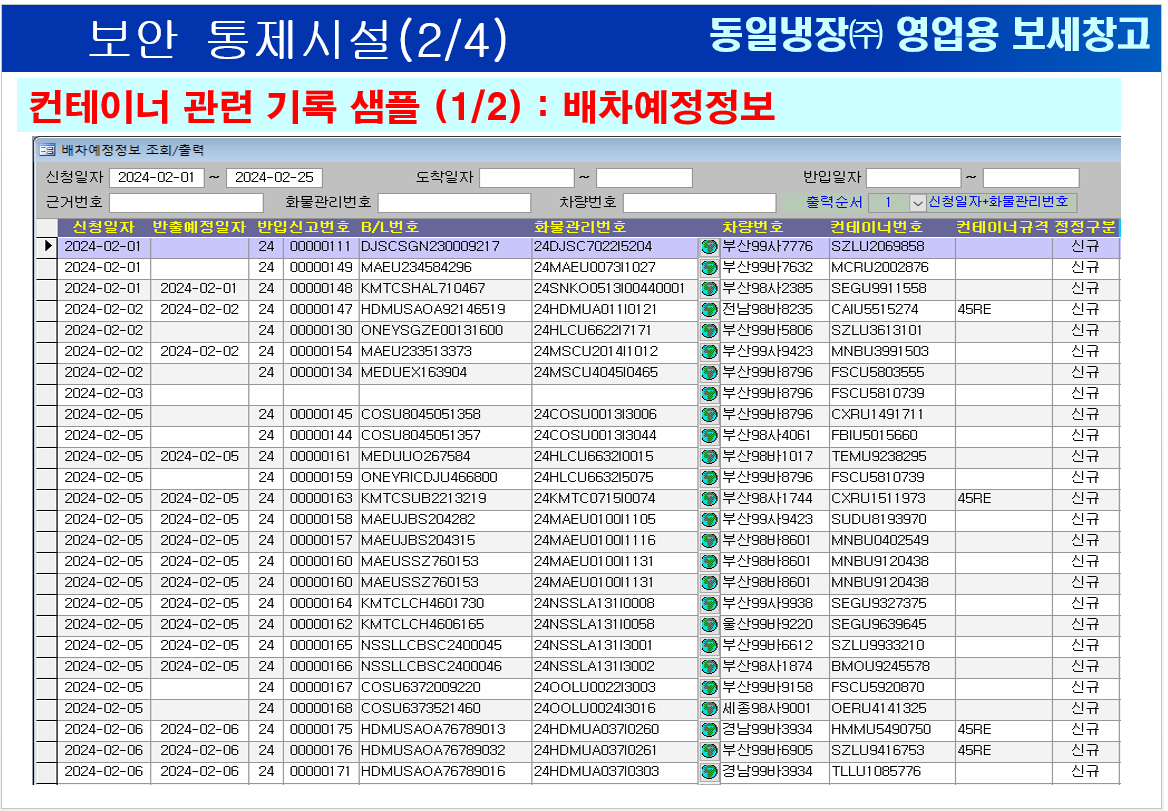 보안 통제시설(2/4)
동일냉장㈜ 영업용 보세창고
컨테이너 관련 기록 샘플 (1/2) : 배차예정정보
배차예정정보 조회/출력
신청일자 2024-02-01 ~ 2024-02-25 도착일자 ~ 반입일자 ~
근거번호 화물관리번호 차량번호 출력순서 1 신청일자+화물관리번호
신청일자 반출예정일자 반입신고번호 B/L번호 화물관리번호 차량번호 컨테이너번호 컨테이너규격 정정구분
2024-02-01 24 00000111 DJSCSGN230009217 24DJSC7022I5204 부산99사7776 SZLU2069858 신규
2024-02-01 24 00000149 MAEU234584296 24MAEU0073I1027 부산99바7632 MCRU2002876 신규
2024-02-01 2024-02-01 24 00000148 KMTCSHAL710467 24SNKO0513I00440001 부산98사2385 SEGU9911558 신규
2024-02-02 2024-02-02 24 00000147 HDMUSAOA92146519 24HDMUA011I0121 전남98바8235 CAIU5515274 45RE 신규
2024-02-02 24 00000130 ONEYSGZE00131600 24HLCU6622I7171 부산99바5806 SZLU3613101 신규
2024-02-02 2024-02-02 24 00000154 MAEU233513373 24MSCU2014I1012 부산99사9423 MNBU3991503 신규
2024-02-02 24 00000134 MEDUEX163904 24MSCU4045I0465 부산99바8796 FSCU5803555 신규
2024-02-03 부산99바8796 FSCU5810739 신규
2024-02-05 24 00000145 COSU8045051358 24COSU0013I3006 부산99바8796 CXRU1491711 신규
2024-02-05 24 00000144 COSU8045051357 24COSU0013I3044 부산98사4061 FBIU5015660 신규
2024-02-05 2024-02-05 24 00000161 MEDUUO267584 24HLCU6632I0015 부산98바1017 TEMU9238295 신규
2024-02-05 24 00000159 ONEYRICDJU466800 24HLCU6632I5075 부산99바8796 FSCU5810739 신규
2024-02-05 2024-02-05 24 00000163 KMTCSUB2213219 24KMTC0715I0074 부산98사1744 CXRU1511973 45RE 신규
2024-02-05 2024-02-05 24 00000158 MAEUJBS204282 24MAEU0100I1105 부산99사9423 SUDU8193970 신규
2024-02-05 2024-02-05 24 00000157 MAEUJBS204315 24MAEU0100I1116 부산98바8601 MNBU0402549 신규
2024-02-05 2024-02-05 24 00000160 MAEUSSZ760153 24MAEU0100I1131 부산98바8601 MNBU9120438 신규
2024-02-05 2024-02-05 24 00000160 MAEUSSZ760153 24MAEU0100I1131 부산98바8601 MNBU9120438 신규
2024-02-05 2024-02-05 24 00000164 KMTCLCH4601730 24NSSLA131I0008 부산99사9938 SEGU9327375 신규
2024-02-05 2024-02-05 24 00000162 KMTCLCH4606165 24NSSLA131I0058 울산99바9220 SEGU9639645 신규
2024-02-05 2024-02-05 24 00000165 NSSLLCBSC2400045 24NSSLA131I3001 부산99바6612 SZLU9933210 신규
2024-02-05 2024-02-05 24 00000166 NSSLLCBSC2400046 24NSSLA131I3002 부산98사1874 BMOU9245578 신규
2024-02-05 24 00000167 COSU6372009220 24OOLU0022I3003 부산99바9158 FSCU5920870 신규
2024-02-05 24 00000168 COSU6373521460 24OOLU0024I3016 세종98사9001 OERU4141325 신규
2024-02-06 2024-02-06 24 00000175 HDMUSAOA76789013 24HDMUA037I0260 경남99바3934 HMMU5490750 45RE 신규
2024-02-06 2024-02-06 24 00000176 HDMUSAOA76789032 24HDMUA037I0261 부산99바6905 SZLU9416753 45RE 신규
2024-02-06 2024-02-06 24 00000171 HDMUSAOA76789016 24HDMUA037I0303 경남99바3934 TLLU1085776 신규